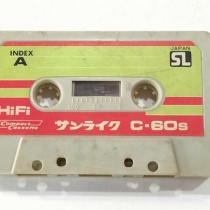 INDEX
A
JAPAN
SL
HiFi
Compact Cassette
サンライク C-60s